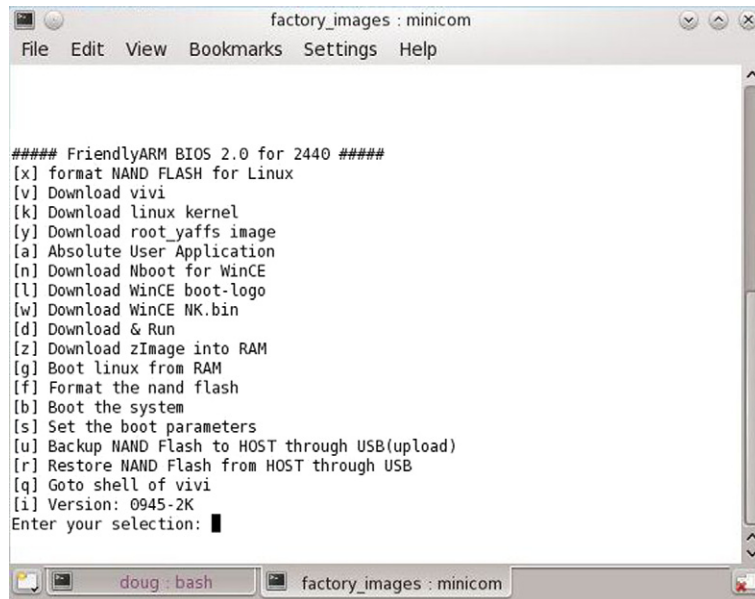 factory_images : minicom
File Edit View Bookmarks Settings Help
##### FriendlyARM BIOS 2.0 for 2440 #####
[x] format NAND FLASH for Linux
[v] Download vivi
[k] Download linux kernel
[y] Download root_yaffs image
[a] Absolute User Application
[n] Download Nboot for WinCE
[l] Download WinCE boot-logo
[w] Download WinCE NK.bin
[d] Download & Run
[z] Download zImage into RAM
[g] Boot linux from RAM
[f] Format the nand flash
[b] Boot the system
[s] Set the boot parameters
[u] Backup NAND Flash to HOST through USB(upload)
[r] Restore NAND Flash from HOST through USB
[q] Goto shell of vivi
[i] Version: 0945-2K
Enter your selection:
doug : bash
factory_images : minicom